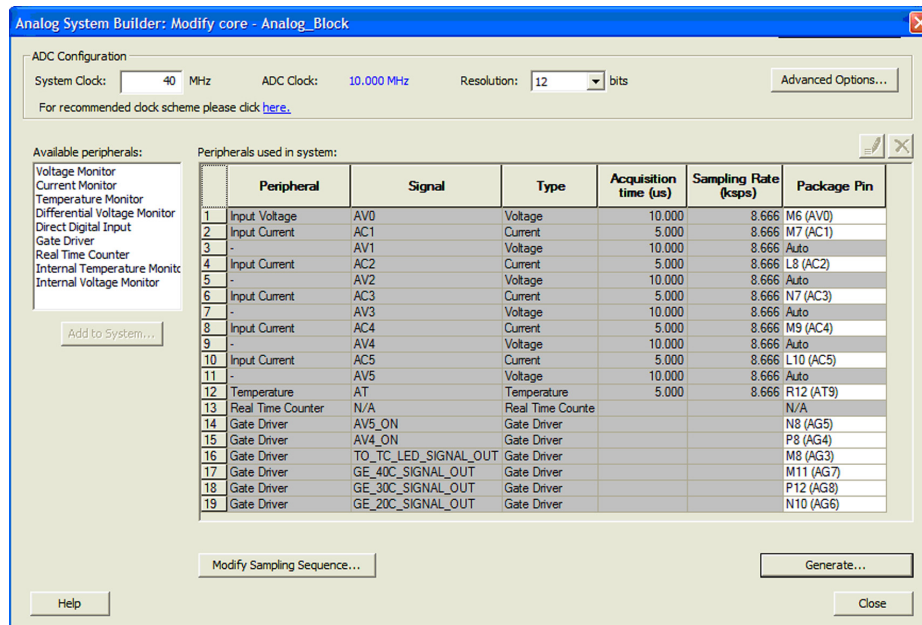 Analog System Builder: Modify core - Analog_Block
ADC Configuration
System Clock: 40 MHz ADC Clock: 10.000 MHz Resolution: 12 bits Advanced Options...
For recommended clock scheme please click here.
Available peripherals:
Voltage Monitor
Current Monitor
Temperature Monitor
Differential Voltage Monitor
Direct Digital Input
Gate Driver
Real Time Counter
Internal Temperature Monitc
Internal Voltage Monitor
Add to System...
Peripherals used in system:
Peripheral Signal Type Acquisition time (us) Sampling Rate (ksps) Package Pin
1 Input Voltage AV0 Voltage 10.000 8.666 M6 (AV0)
2 Input Current AC1 Current 5.000 8.666 M7 (AC1)
3 - AV1 Voltage 10.000 8.666 Auto
4 Input Current AC2 Current 5.000 8.666 L8 (AC2)
5 - AV2 Voltage 10.000 8.666 Auto
6 Input Current AC3 Current 5.000 8.666 N7 (AC3)
7 - AV3 Voltage 10.000 8.666 Auto
8 Input Current AC4 Current 5.000 8.666 M9 (AC4)
9 - AV4 Voltage 10.000 8.666 Auto
10 Input Current AC5 Current 5.000 8.666 L10 (AC5)
11 - AV5 Voltage 10.000 8.666 Auto
12 Temperature AT Temperature 5.000 8.666 R12 (AT9)
13 Real Time Counter N/A Real Time Counte N/A
14 Gate Driver AV5_ON Gate Driver N8 (AG5)
15 Gate Driver AV4_ON Gate Driver P8 (AG4)
16 Gate Driver TO_TC_LED_SIGNAL_OUT Gate Driver M8 (AG3)
17 Gate Driver GE_40C_SIGNAL_OUT Gate Driver M11 (AG7)
18 Gate Driver GE_30C_SIGNAL_OUT Gate Driver P12 (AG8)
19 Gate Driver GE_20C_SIGNAL_OUT Gate Driver N10 (AG6)
Modify Sampling Sequence... Generate...
Help Close